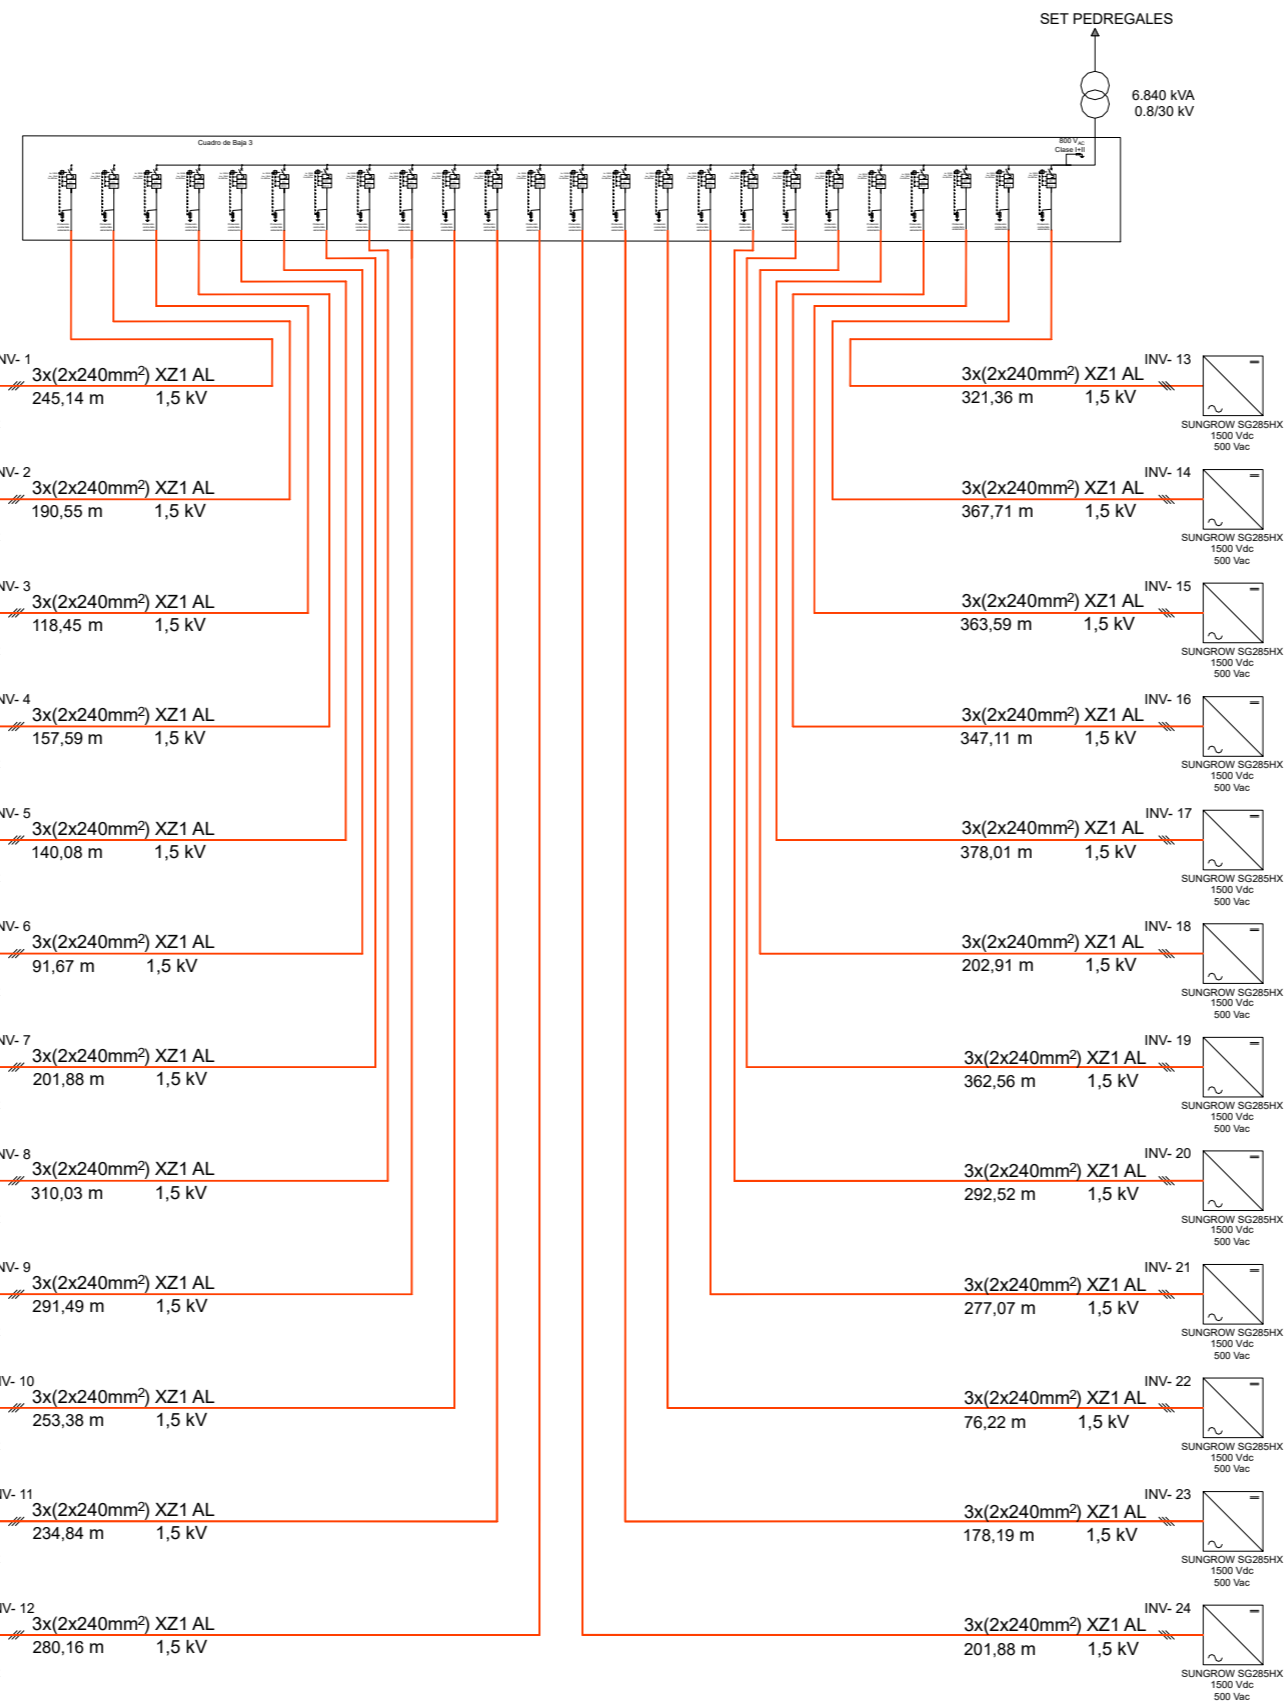 SET PEDREGALES
6.840 kVA
0.8/30 kV
Cuadro de Baja 3
800 VAC
Clase I+II
NV- 1
3x(2x240mm²) XZ1 AL
245,14 m 1,5 kV
NV- 2
3x(2x240mm²) XZ1 AL
190,55 m 1,5 kV
NV- 3
3x(2x240mm²) XZ1 AL
118,45 m 1,5 kV
NV- 4
3x(2x240mm²) XZ1 AL
157,59 m 1,5 kV
NV- 5
3x(2x240mm²) XZ1 AL
140,08 m 1,5 kV
NV- 6
3x(2x240mm²) XZ1 AL
91,67 m 1,5 kV
NV- 7
3x(2x240mm²) XZ1 AL
201,88 m 1,5 kV
NV- 8
3x(2x240mm²) XZ1 AL
310,03 m 1,5 kV
NV- 9
3x(2x240mm²) XZ1 AL
291,49 m 1,5 kV
V- 10
3x(2x240mm²) XZ1 AL
253,38 m 1,5 kV
V- 11
3x(2x240mm²) XZ1 AL
234,84 m 1,5 kV
V- 12
3x(2x240mm²) XZ1 AL
280,16 m 1,5 kV
INV- 13
3x(2x240mm²) XZ1 AL
321,36 m 1,5 kV
SUNGROW SG285HX
1500 Vdc
500 Vac
INV- 14
3x(2x240mm²) XZ1 AL
367,71 m 1,5 kV
SUNGROW SG285HX
1500 Vdc
500 Vac
INV- 15
3x(2x240mm²) XZ1 AL
363,59 m 1,5 kV
SUNGROW SG285HX
1500 Vdc
500 Vac
INV- 16
3x(2x240mm²) XZ1 AL
347,11 m 1,5 kV
SUNGROW SG285HX
1500 Vdc
500 Vac
INV- 17
3x(2x240mm²) XZ1 AL
378,01 m 1,5 kV
SUNGROW SG285HX
1500 Vdc
500 Vac
INV- 18
3x(2x240mm²) XZ1 AL
202,91 m 1,5 kV
SUNGROW SG285HX
1500 Vdc
500 Vac
INV- 19
3x(2x240mm²) XZ1 AL
362,56 m 1,5 kV
SUNGROW SG285HX
1500 Vdc
500 Vac
INV- 20
3x(2x240mm²) XZ1 AL
292,52 m 1,5 kV
SUNGROW SG285HX
1500 Vdc
500 Vac
INV- 21
3x(2x240mm²) XZ1 AL
277,07 m 1,5 kV
SUNGROW SG285HX
1500 Vdc
500 Vac
INV- 22
3x(2x240mm²) XZ1 AL
76,22 m 1,5 kV
SUNGROW SG285HX
1500 Vdc
500 Vac
INV- 23
3x(2x240mm²) XZ1 AL
178,19 m 1,5 kV
SUNGROW SG285HX
1500 Vdc
500 Vac
INV- 24
3x(2x240mm²) XZ1 AL
201,88 m 1,5 kV
SUNGROW SG285HX
1500 Vdc
500 Vac